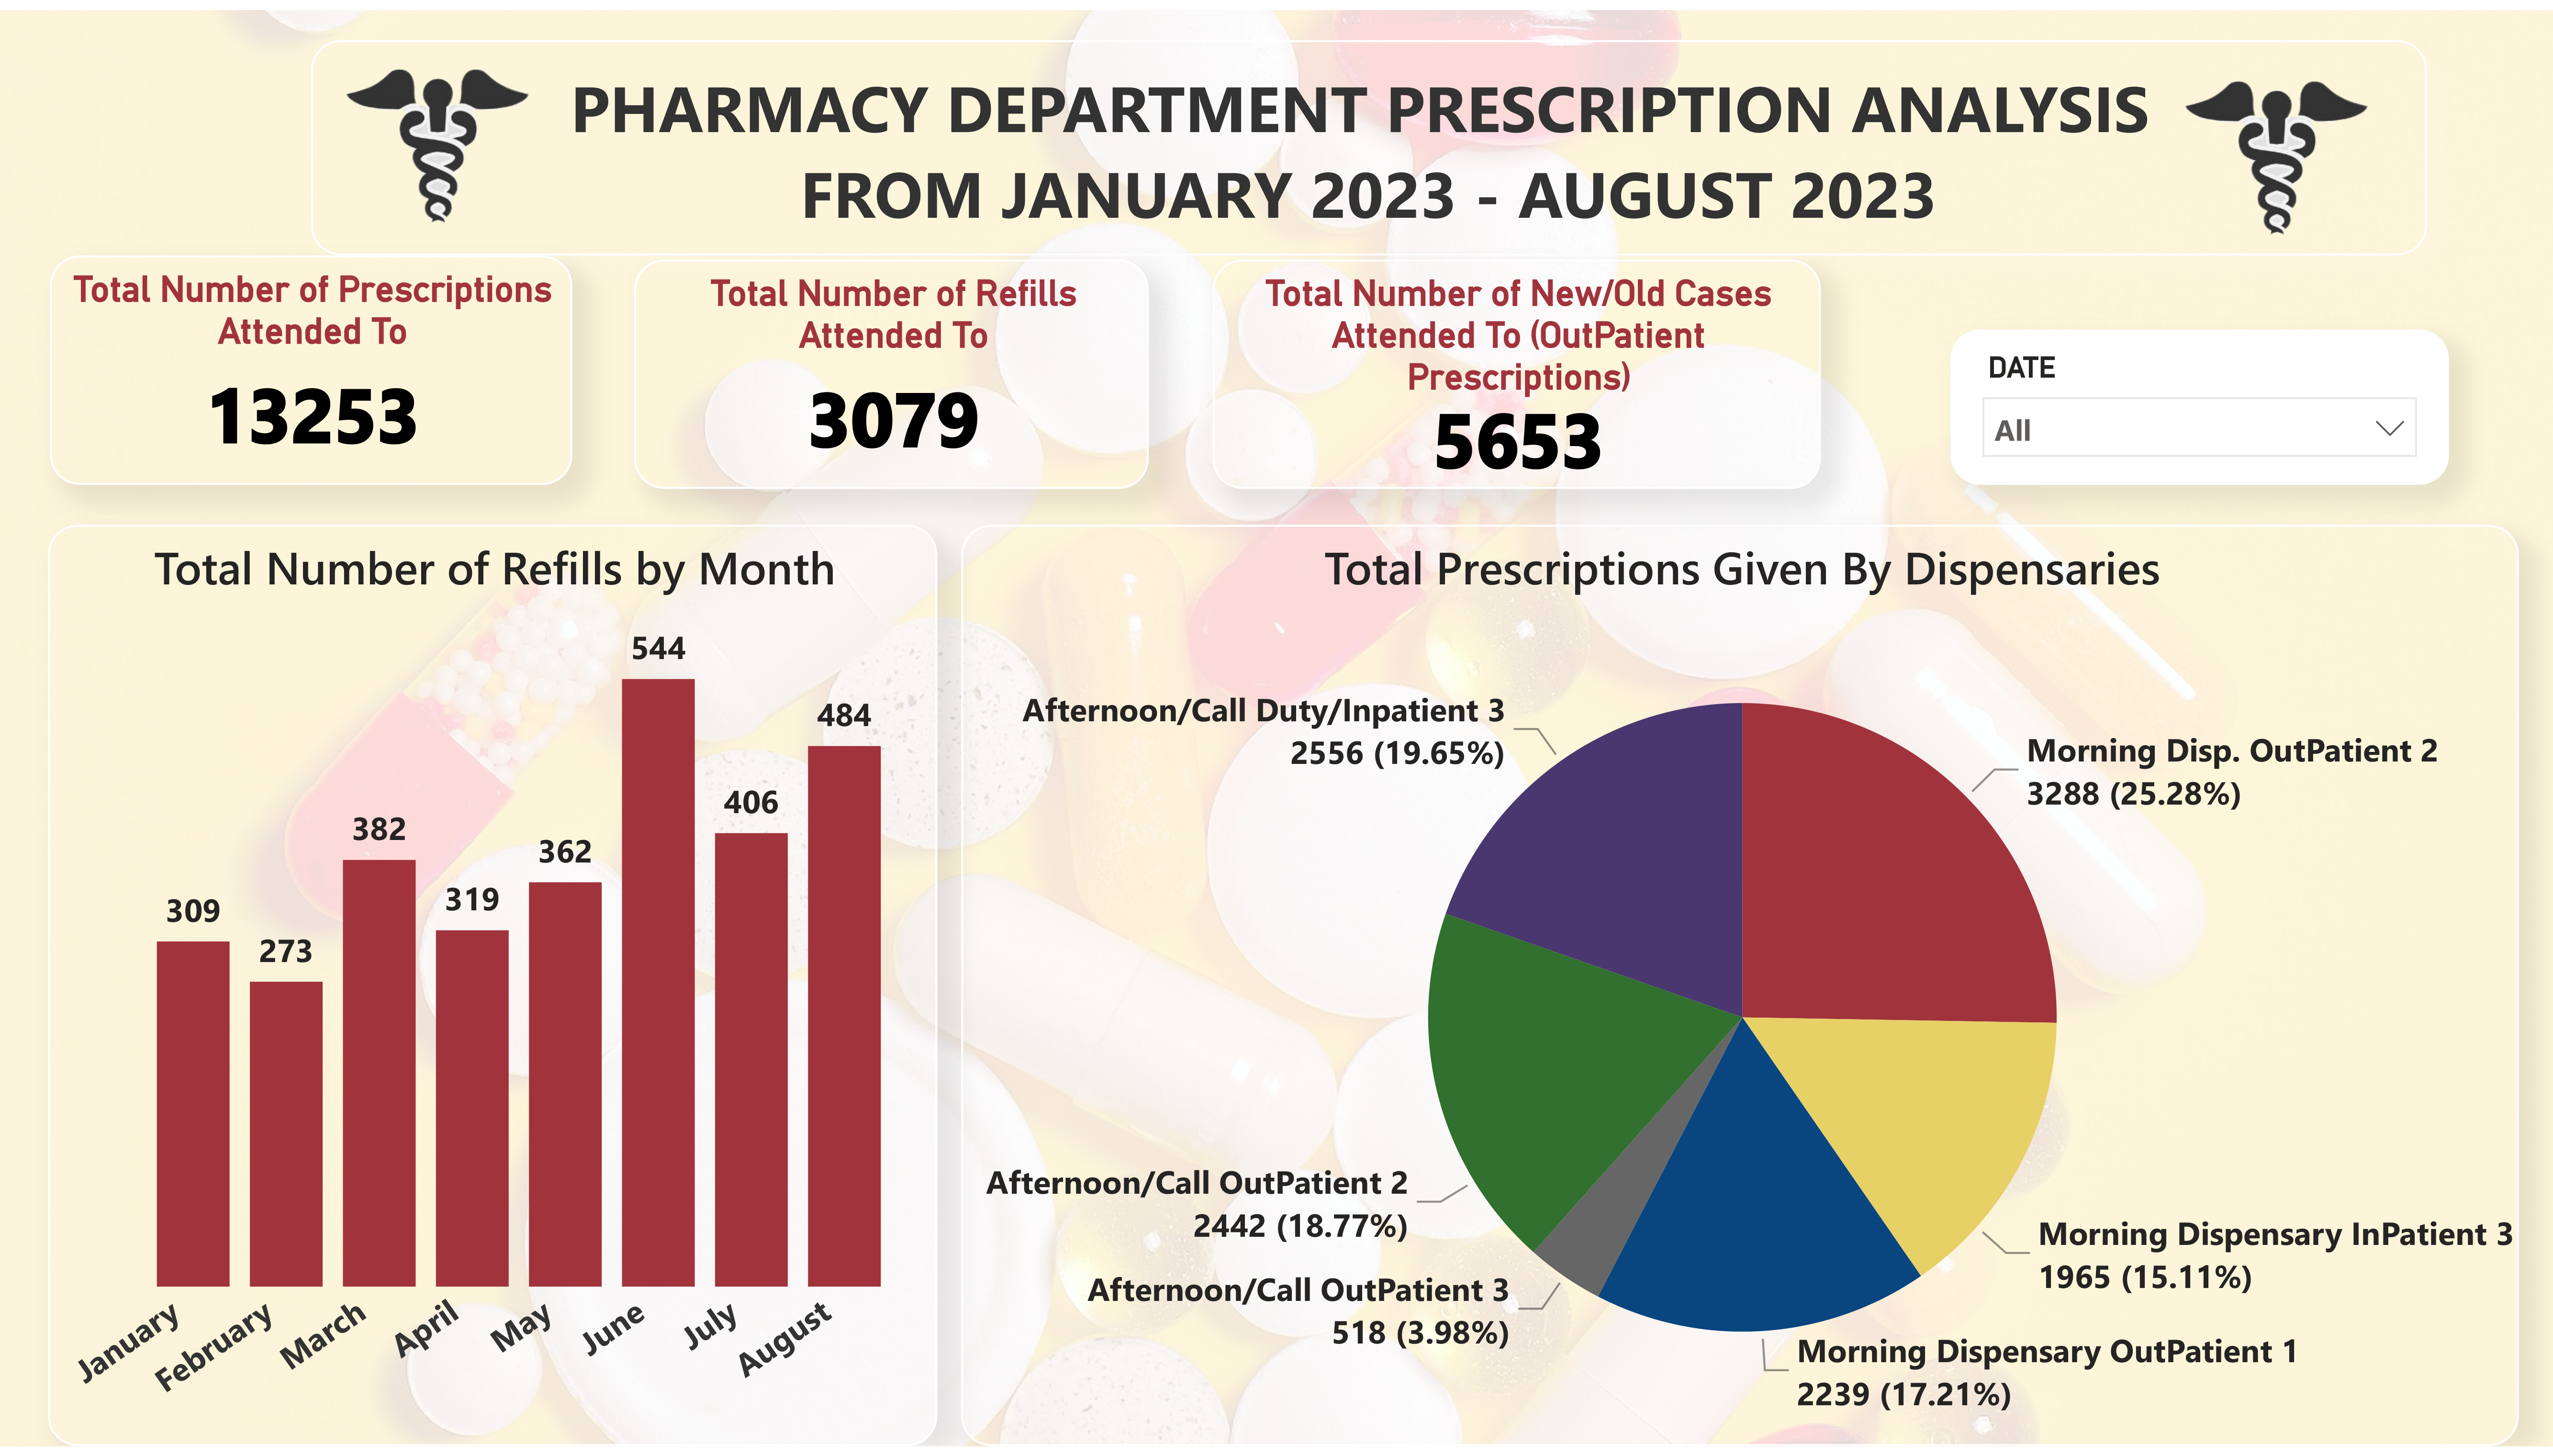 PHARMACY DEPARTMENT PRESCRIPTION ANALYSIS
FROM JANUARY 2023 - AUGUST 2023
Total Number of Prescriptions
Attended To
13253
Total Number of Refills
Attended To
3079
Total Number of New/Old Cases
Attended To (OutPatient
Prescriptions)
5653
DATE
All
Total Number of Refills by Month
309
273
382
319
362
544
406
484
January
February
March
April
May
June
July
August
Total Prescriptions Given By Dispensaries
Afternoon/Call Duty/Inpatient 3
2556 (19.65%)
Morning Disp. OutPatient 2
3288 (25.28%)
Afternoon/Call OutPatient 2
2442 (18.77%)
Morning Dispensary InPatient 3
1965 (15.11%)
Afternoon/Call OutPatient 3
518 (3.98%)
Morning Dispensary OutPatient 1
2239 (17.21%)